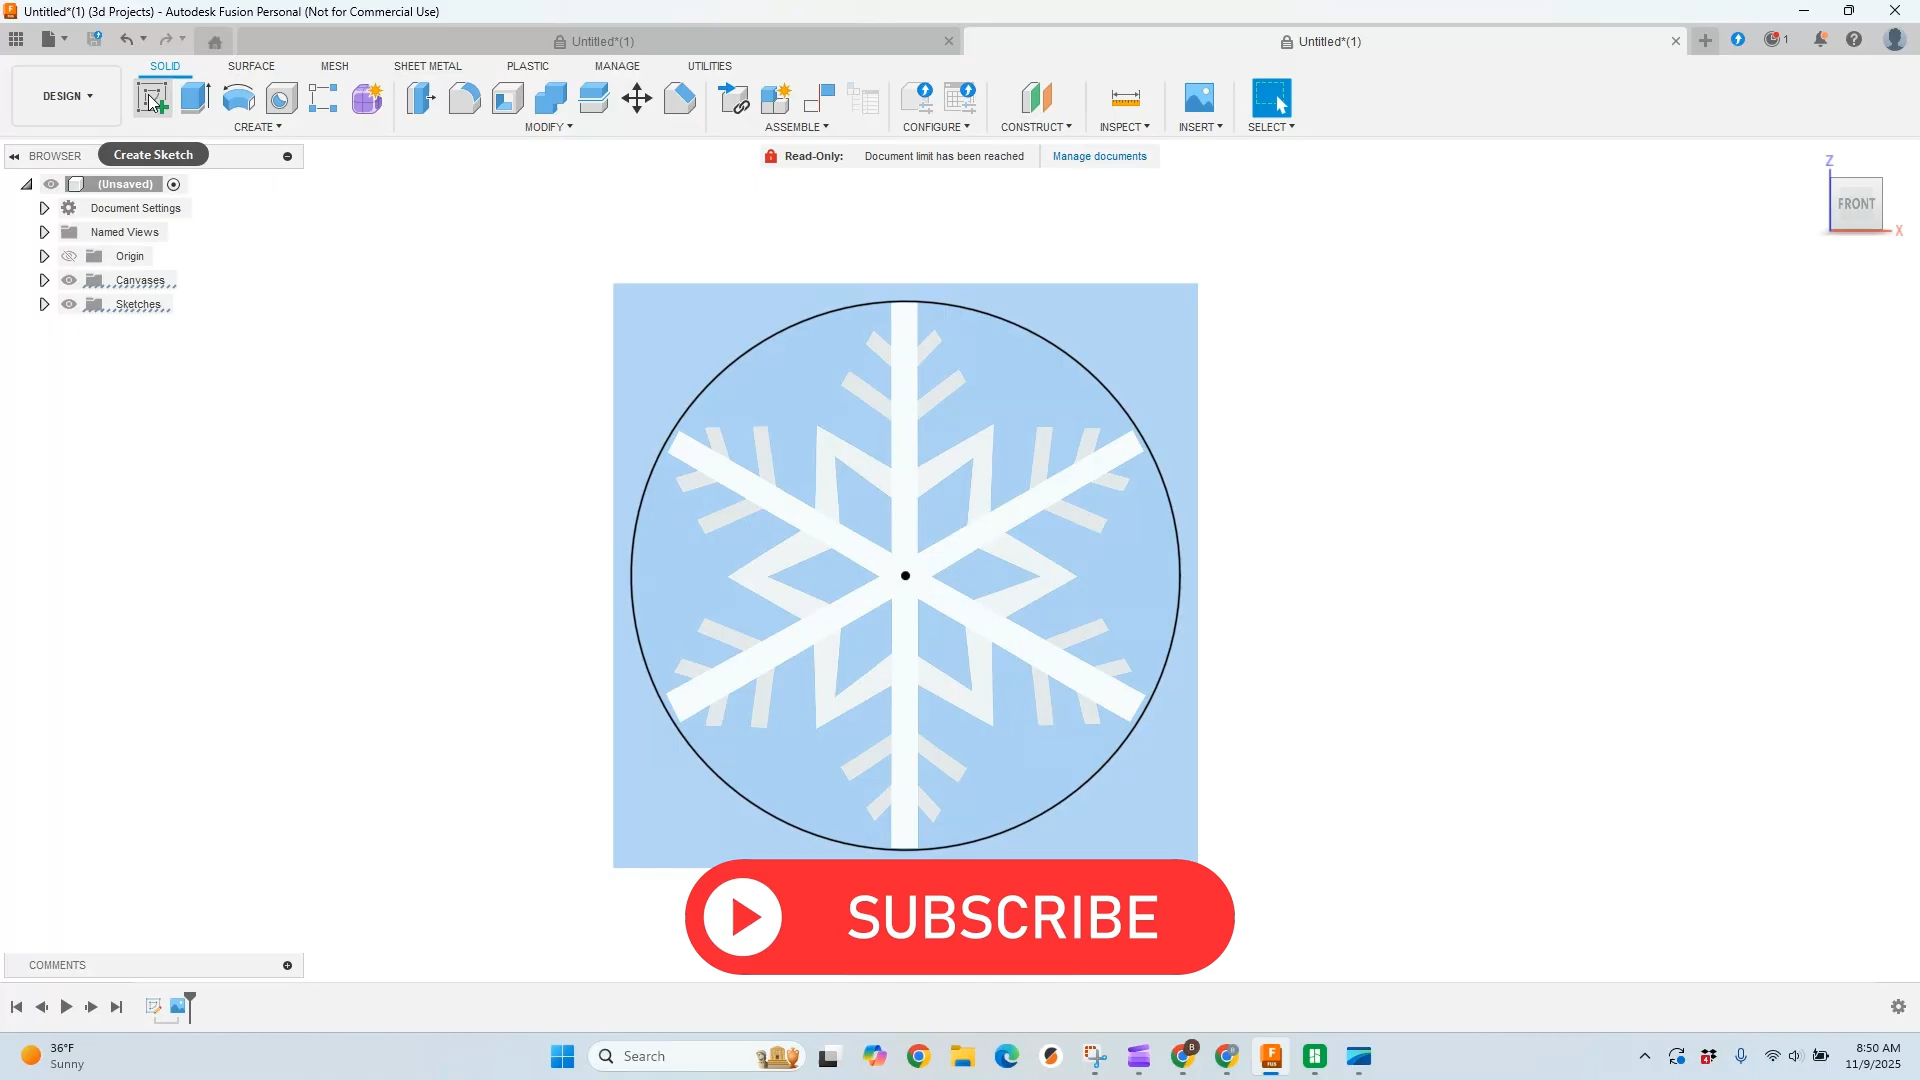 Untitled*(1) (3d Projects) - Autodesk Fusion Personal (Not for Commercial Use)
Untitled*(1)
Untitled*(1)
1
SOLID
SURFACE
MESH
SHEET METAL
PLASTIC
MANAGE
UTILITIES
DESIGN
CREATE
MODIFY
ASSEMBLE
CONFIGURE
CONSTRUCT
INSPECT
INSERT
SELECT
BROWSER
Create Sketch
Read-Only:
Document limit has been reached
Manage documents
(Unsaved)
Document Settings
Named Views
Origin
Canvases
Sketches
Z
FRONT
X
SUBSCRIBE
COMMENTS
36°F
Sunny
Search
B
FUS
8:50 AM
11/9/2025